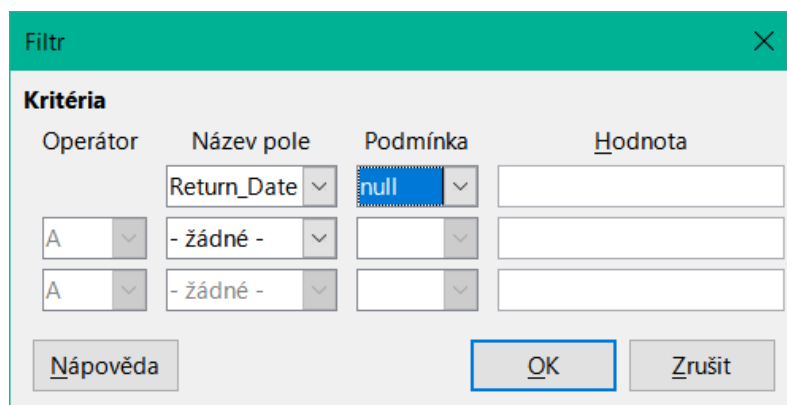 Filtr
Kritéria
Operátor Název pole Podmínka Hodnota
Return_Date null
A - žádné -
A - žádné -
Nápověda OK Zrušit